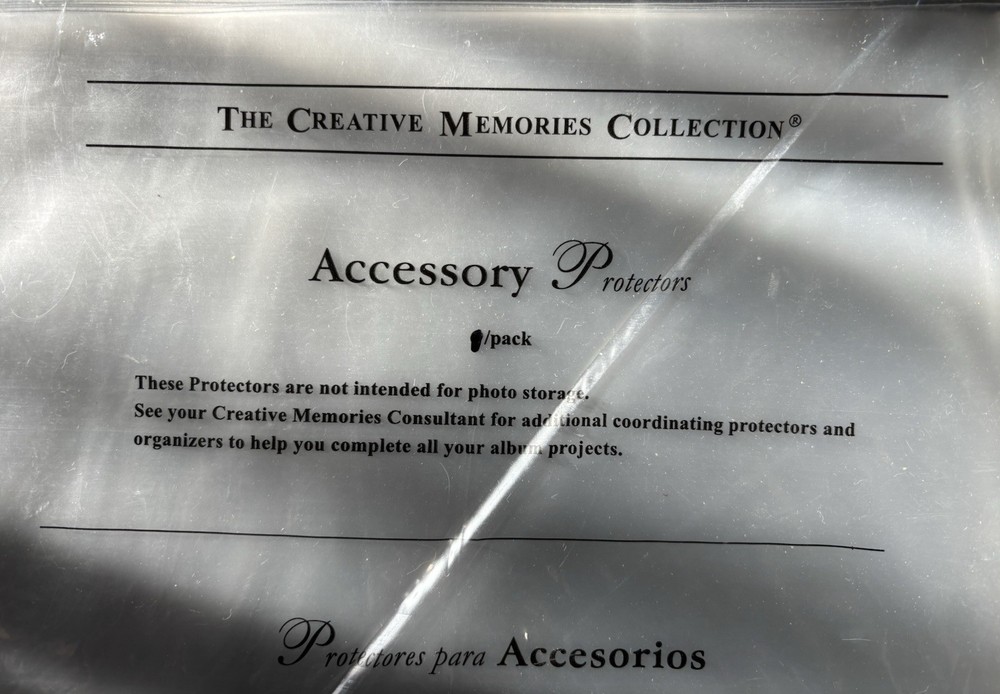 THE CREATIVE MEMORIES COLLECTION®
Accessory Protectors
/pack
These Protectors are not intended for photo storage.
See your Creative Memories Consultant for additional coordinating protectors and
organizers to help you complete all your album projects.
Protectores para Accesorios